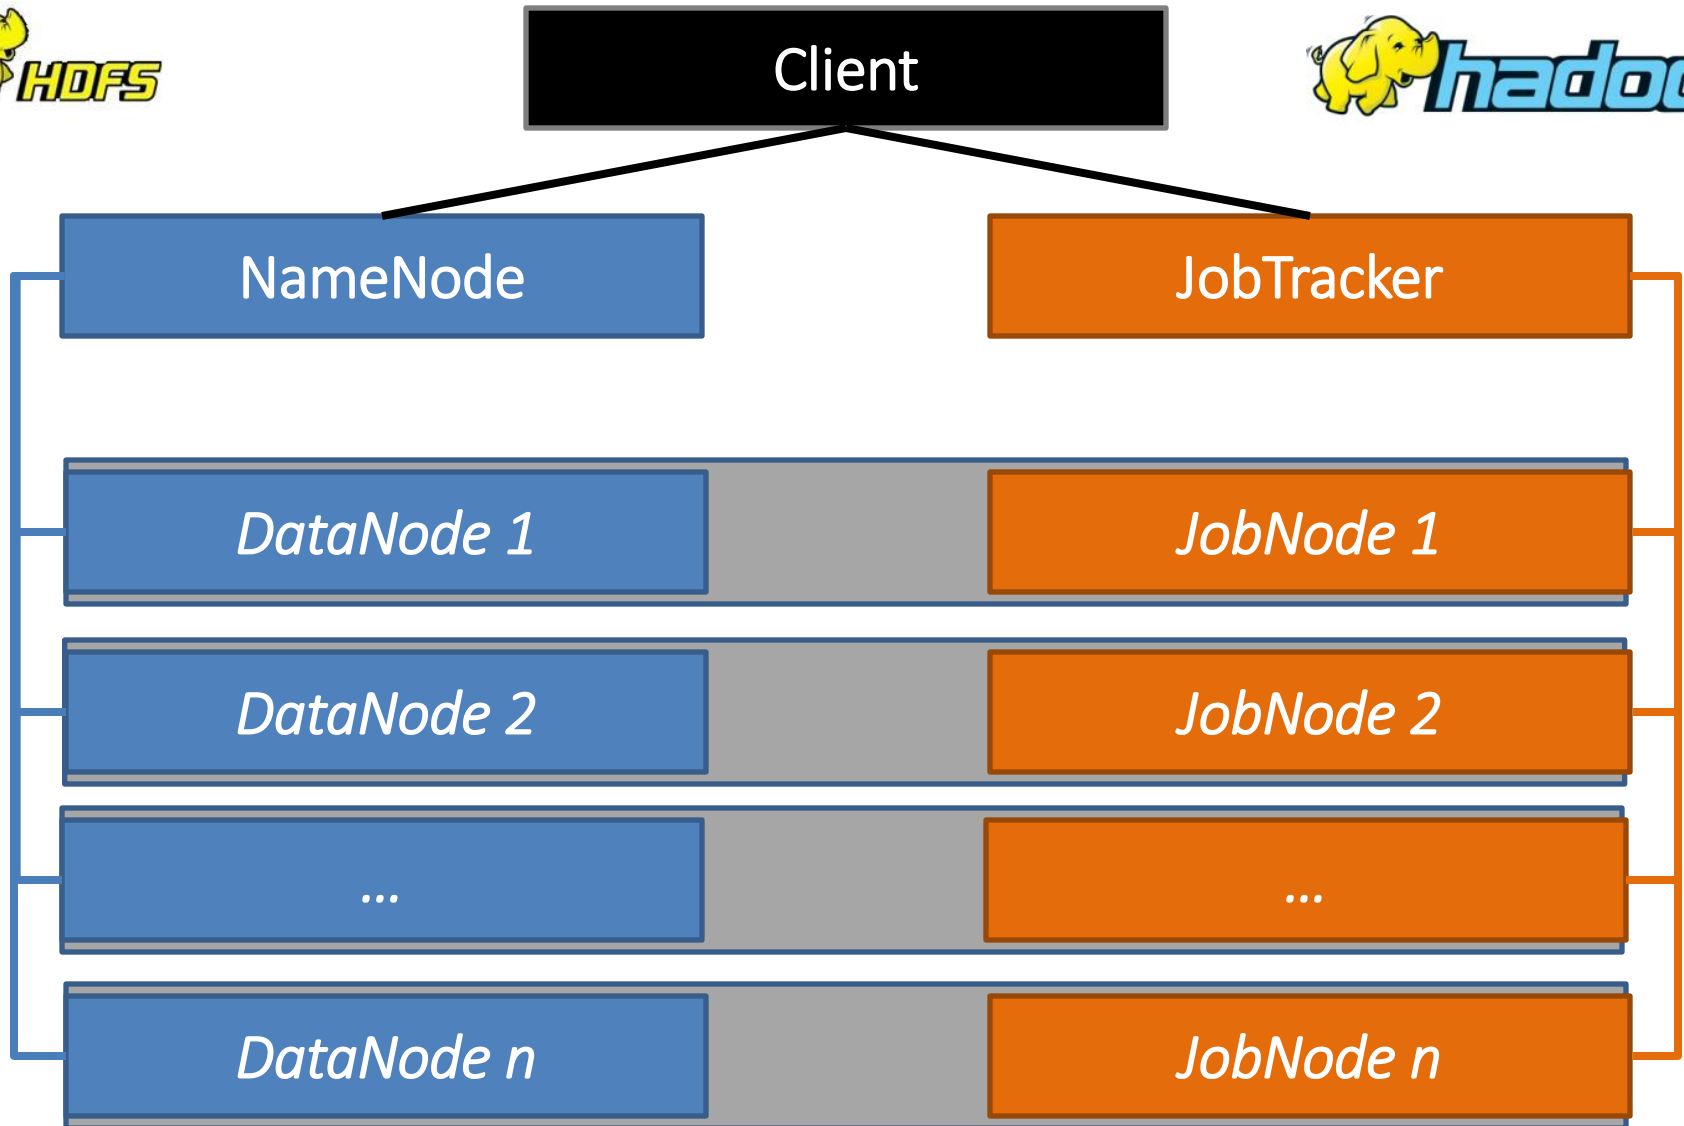 HDFS
Client
hadoo
NameNode
JobTracker
DataNode 1
JobNode 1
DataNode 2
JobNode 2
...
...
DataNode n
JobNode n